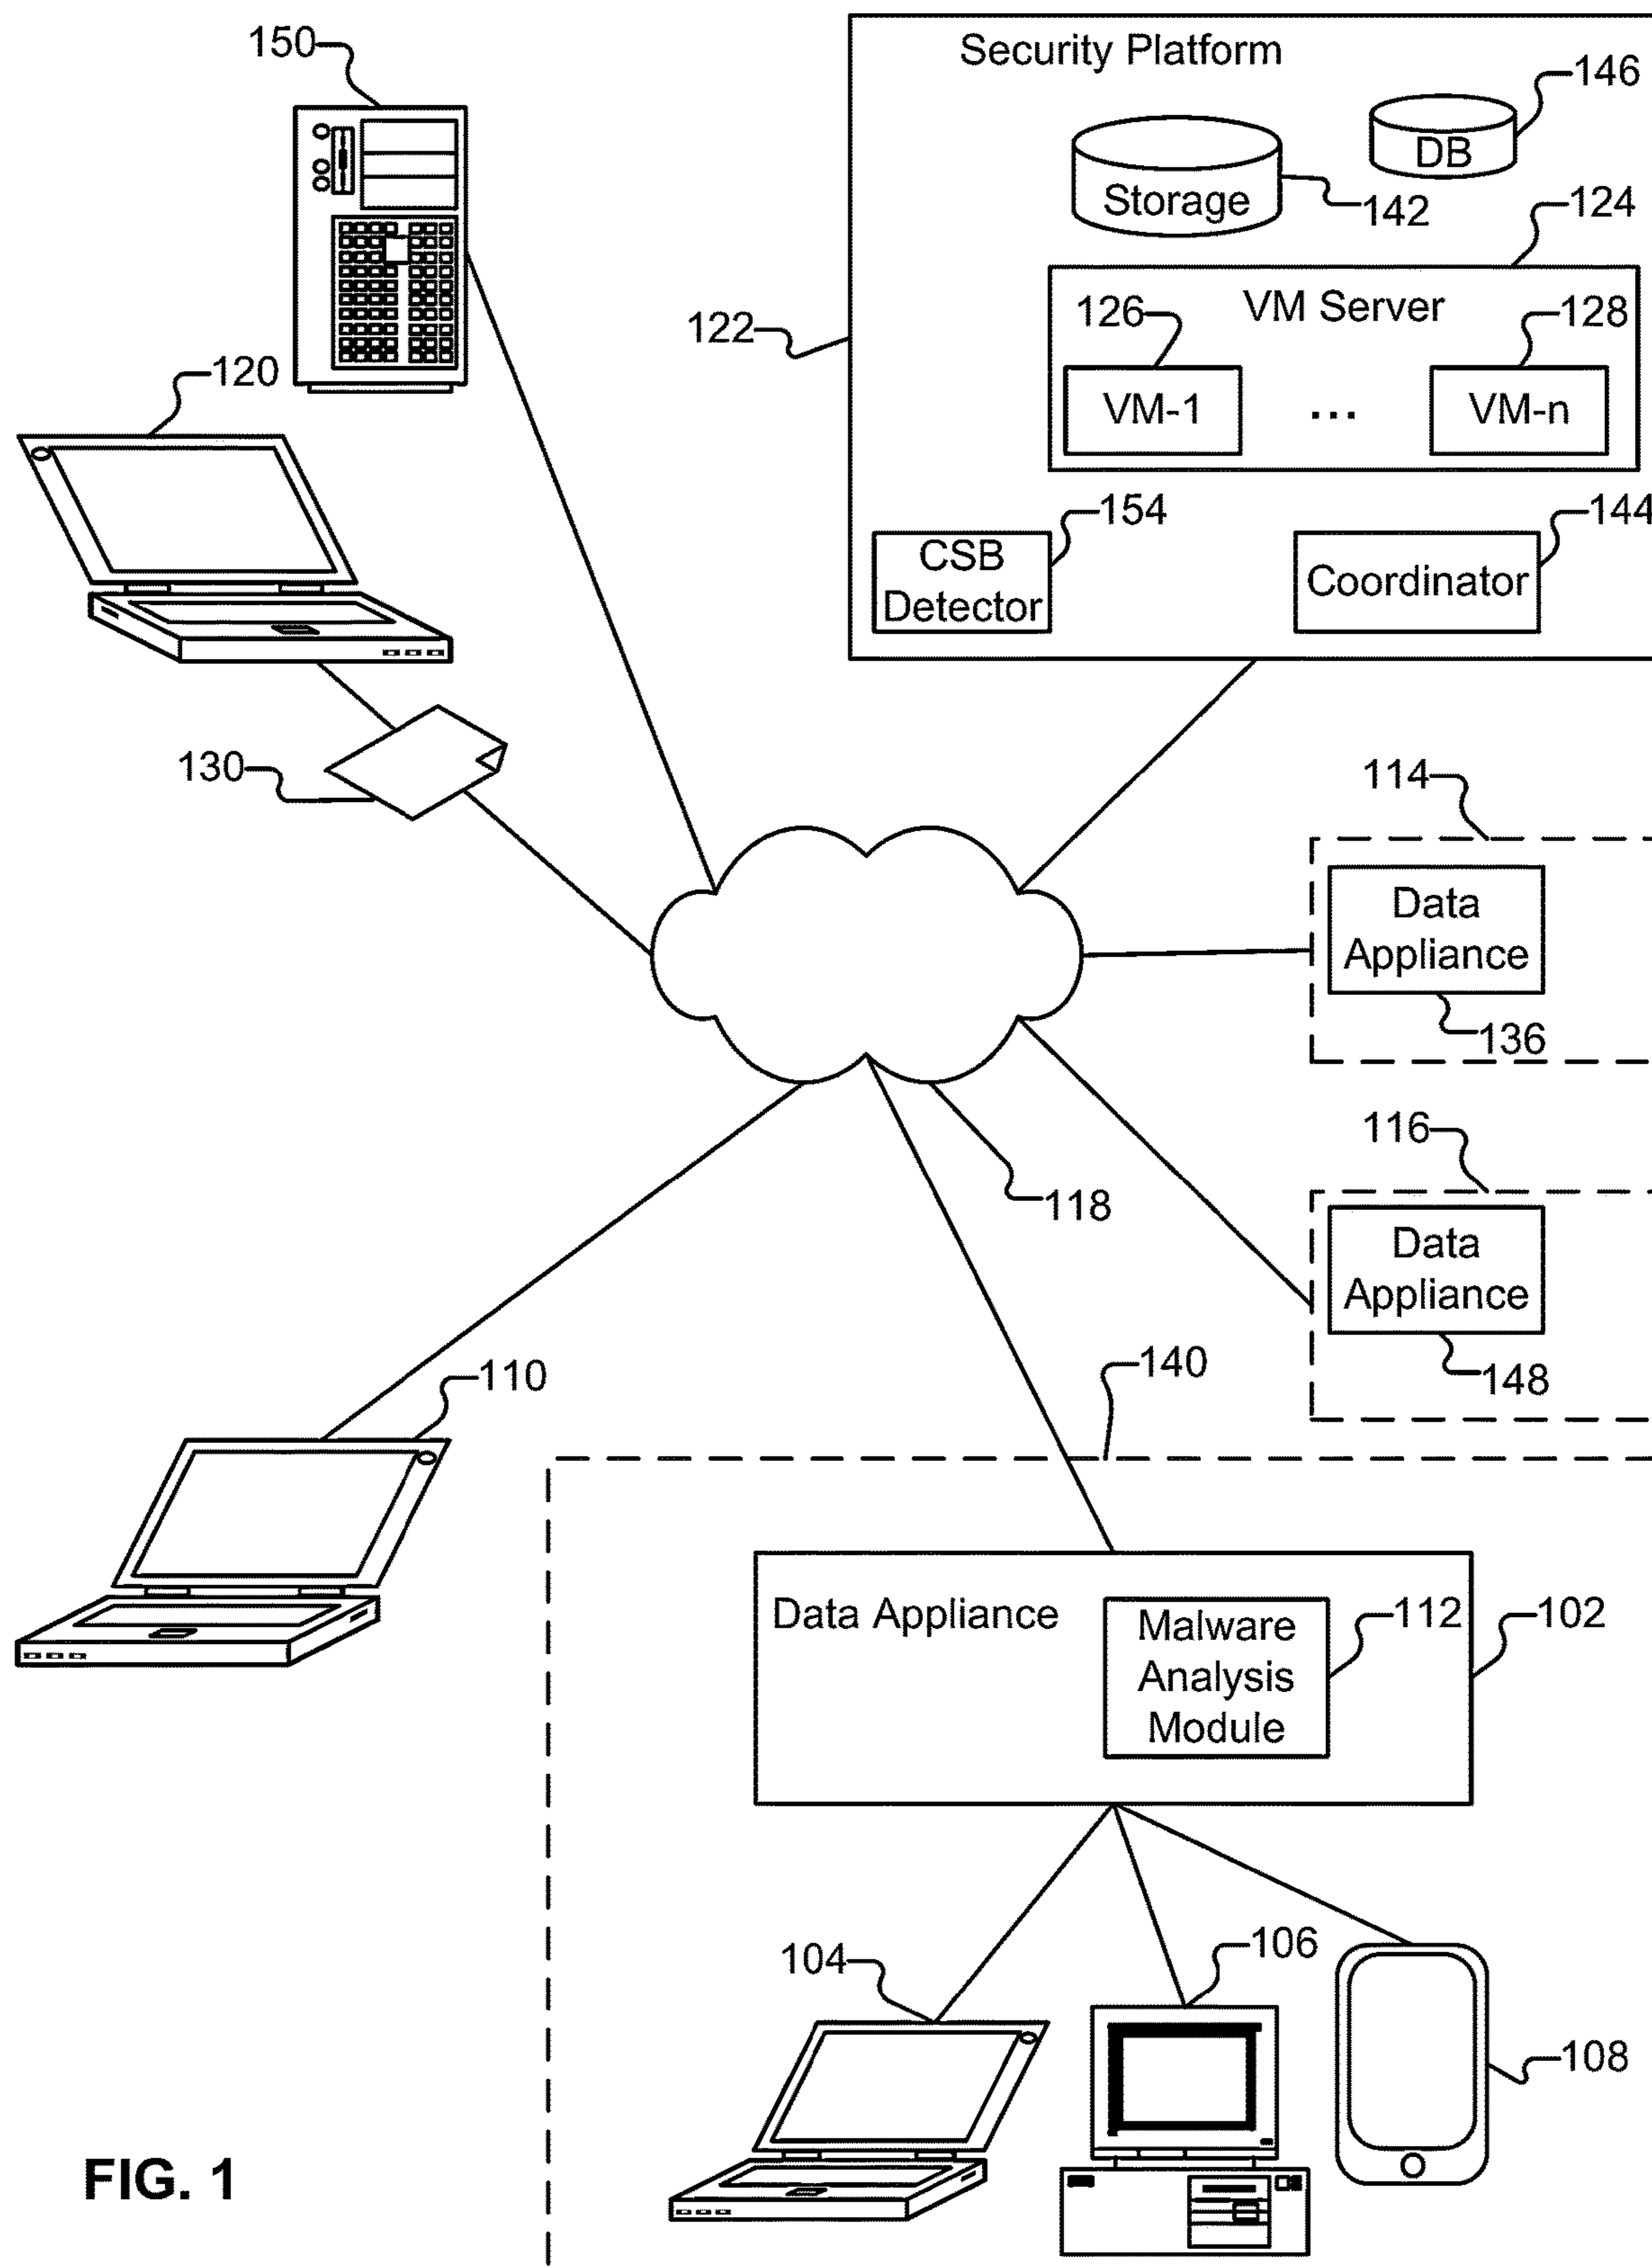 150
Security Platform
146
DB
Storage
142
124
VM Server
126
128
122
VM-1
...
VM-n
120
154
144
CSB
Detector
Coordinator
130
114
Data
Appliance
136
118
116
Data
Appliance
148
140
110
Data Appliance
Malware
Analysis
Module
112
102
104
106
108
FIG. 1